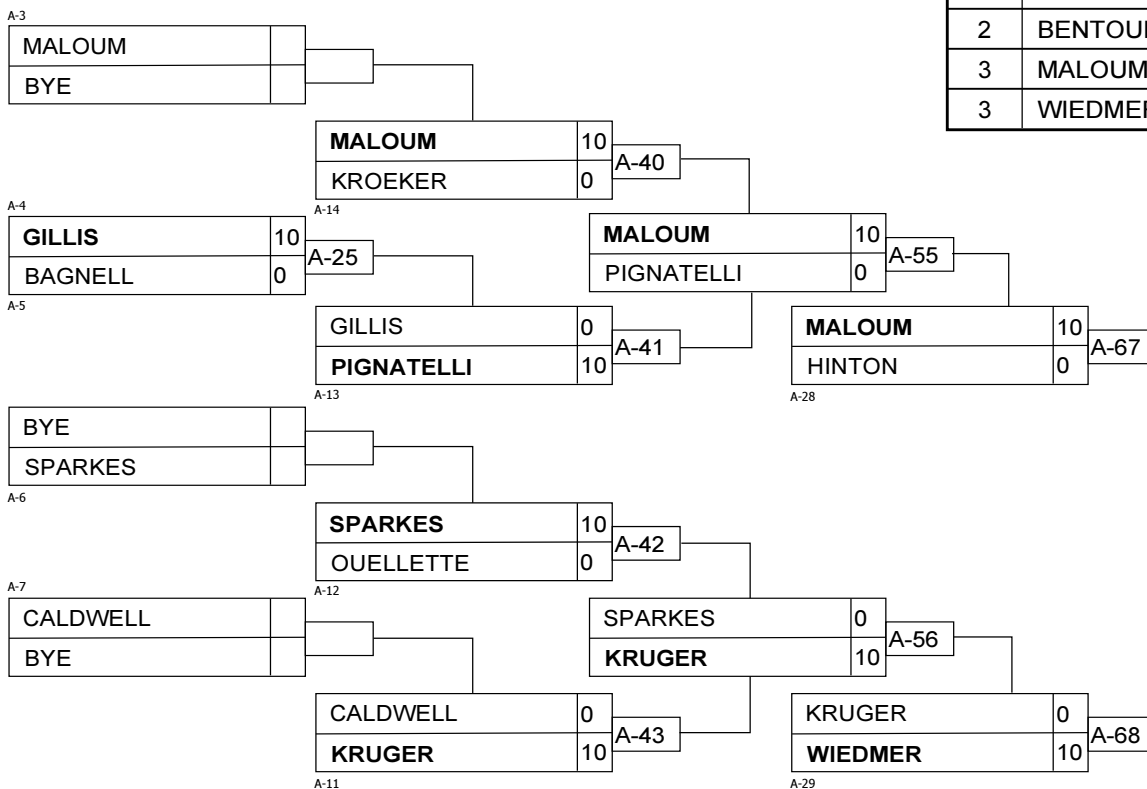 A-3
MALOUM
BYE
2
3 MALOUM
3
MALOUM 10
KROEKER 0
A-40
A-14
A-4
GILLIS 10
BAGNELL 0
A-25
A-5
MALOUM 10
PIGNATELLI 0
A-55
GILLIS 0
PIGNATELLI 10
A-41
A-13
MALOUM 10
HINTON 0
A-67
A-28
BYE
SPARKES
A-6
SPARKES 10
OUELLETTE 0
A-42
A-12
A-7
CALDWELL
BYE
SPARKES 0
KRUGER 10
A-56
CALDWELL 0
KRUGER 10
A-43
A-11
KRUGER 0
WIEDMER 10
A-68
A-29